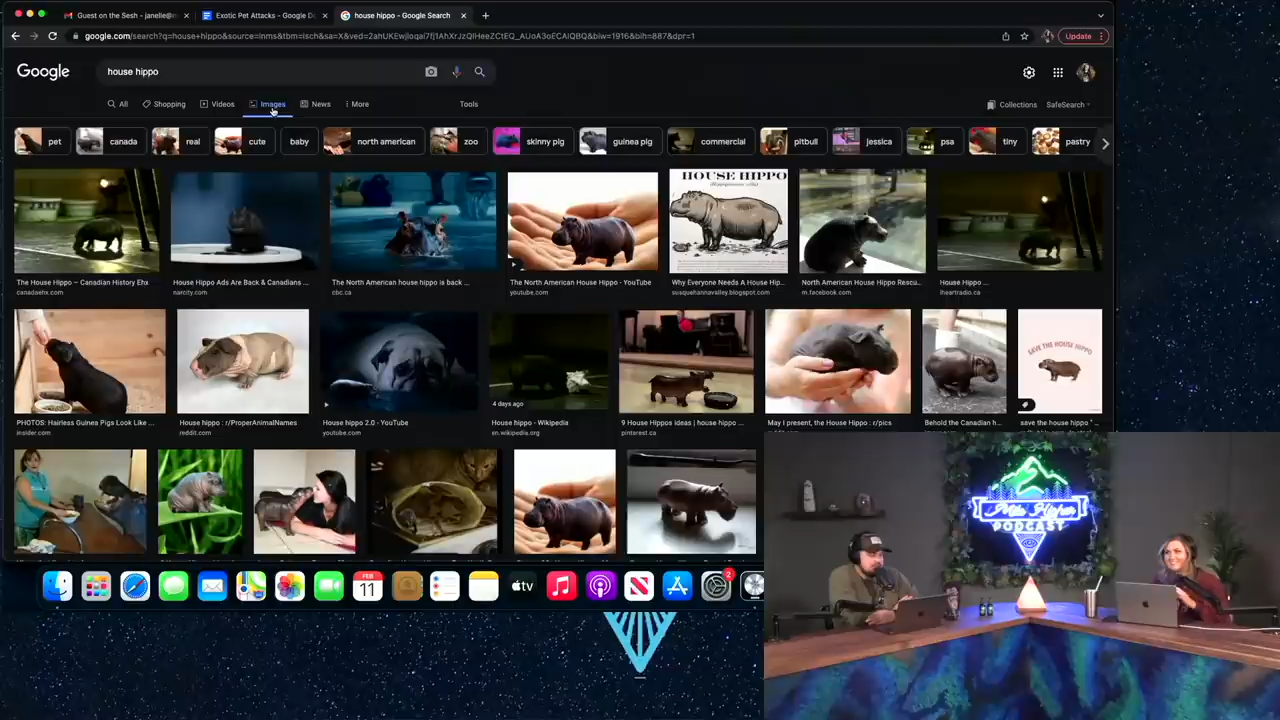 Guest on the Sesh - janelle@m
Exotic Pet Attacks - Google Do
house hippo - Google Search
google.com/search?q=house+hippo&source=lnms&tbm=isch&sa=X&ved=
Update
Google
house hippo
All
Shopping
Videos
Images
News
More
Tools
Collections
SafeSearch
pet
canada
real
cute
baby
north american
zoo
skinny pig
guinea pig
commercial
pitbull
jessica
psa
tiny
pastry
HOUSE HIPPO
The House Hippo – Canadian History Ehx
canadaehx.com
House Hippo Ads Are Back & Canadians ...
narcity.com
The North American house hippo is back ...
cbc.ca
The North American House Hippo - YouTube
youtube.com
Why Everyone Needs A House Hip...
susquehannavalley.blogspot.com
North American House Hippo Rescu...
m.facebook.com
House Hippo ...
iheartradio.ca
4 days ago
SAVE THE HOUSE HIPPO
PHOTOS: Hairless Guinea Pigs Look Like ...
insider.com
House hippo : r/ProperAnimalNames
reddit.com
House hippo 2.0 - YouTube
youtube.com
House hippo - Wikipedia
en.wikipedia.org
9 House Hippos ideas | house hippo ...
pinterest.ca
May I present, the House Hippo : r/pics
Behold the Canadian h...
save the house hippo " ..
FEB
11
tv
2
Mile Higher
PODCAST